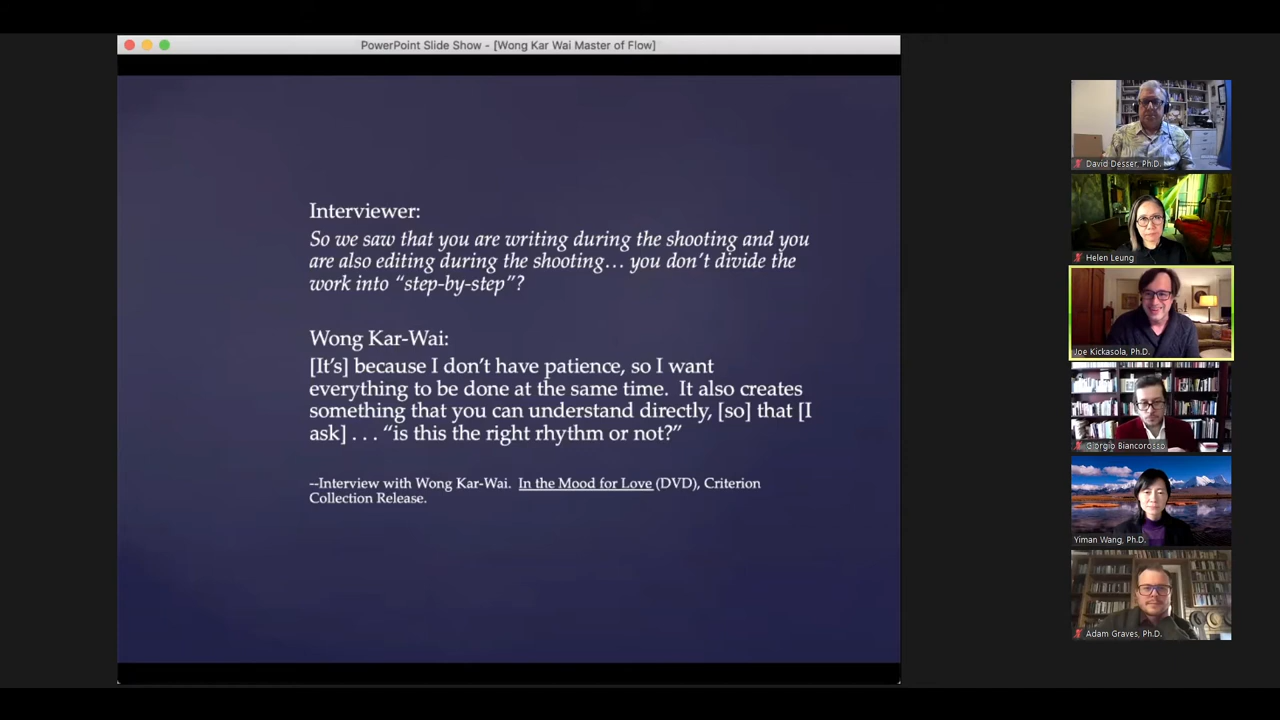 PowerPoint Slide Show - [Wong Kar Wai Master of Flow]
Interviewer:
So we saw that you are writing during the shooting and you
are also editing during the shooting… you don't divide the
work into “step-by-step”?
Wong Kar-Wai:
[It's] because I don't have patience, so I want
everything to be done at the same time. It also creates
something that you can understand directly, [so] that [I
ask] . . . “is this the right rhythm or not?”
--Interview with Wong Kar-Wai. In the Mood for Love (DVD), Criterion
Collection Release.
David Desser, Ph.D.
Helen Leung
Joe Kickasola, Ph.D.
Giorgio Biancorosso
Yiman Wang, Ph.D.
Adam Graves, Ph.D.